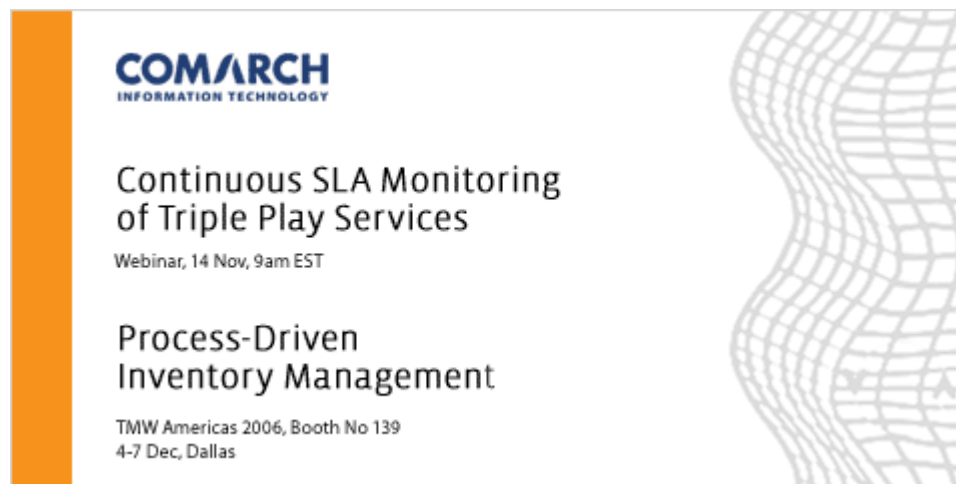 COMARCH
INFORMATION TECHNOLOGY
Continuous SLA Monitoring
of Triple Play Services
Webinar, 14 Nov, 9am EST
Process-Driven
Inventory Management
TMW Americas 2006, Booth No 139
4-7 Dec, Dallas